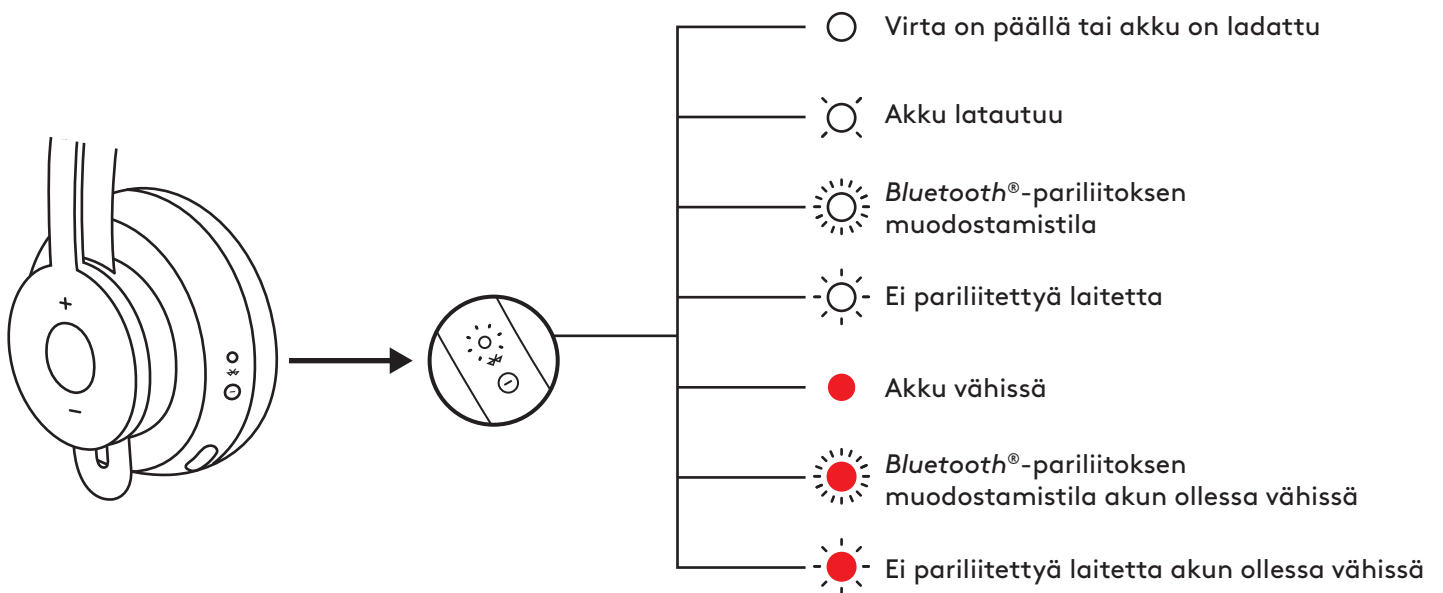 Virta on päällä tai akku on ladattu
Akku latautuu
Bluetooth®-pariliitoksen
muodostamistila
Ei pariliitettyä laitetta
Akku vähissä
Bluetooth®-pariliitoksen
muodostamistila akun ollessa vähissä
Ei pariliitettyä laitetta akun ollessa vähissä